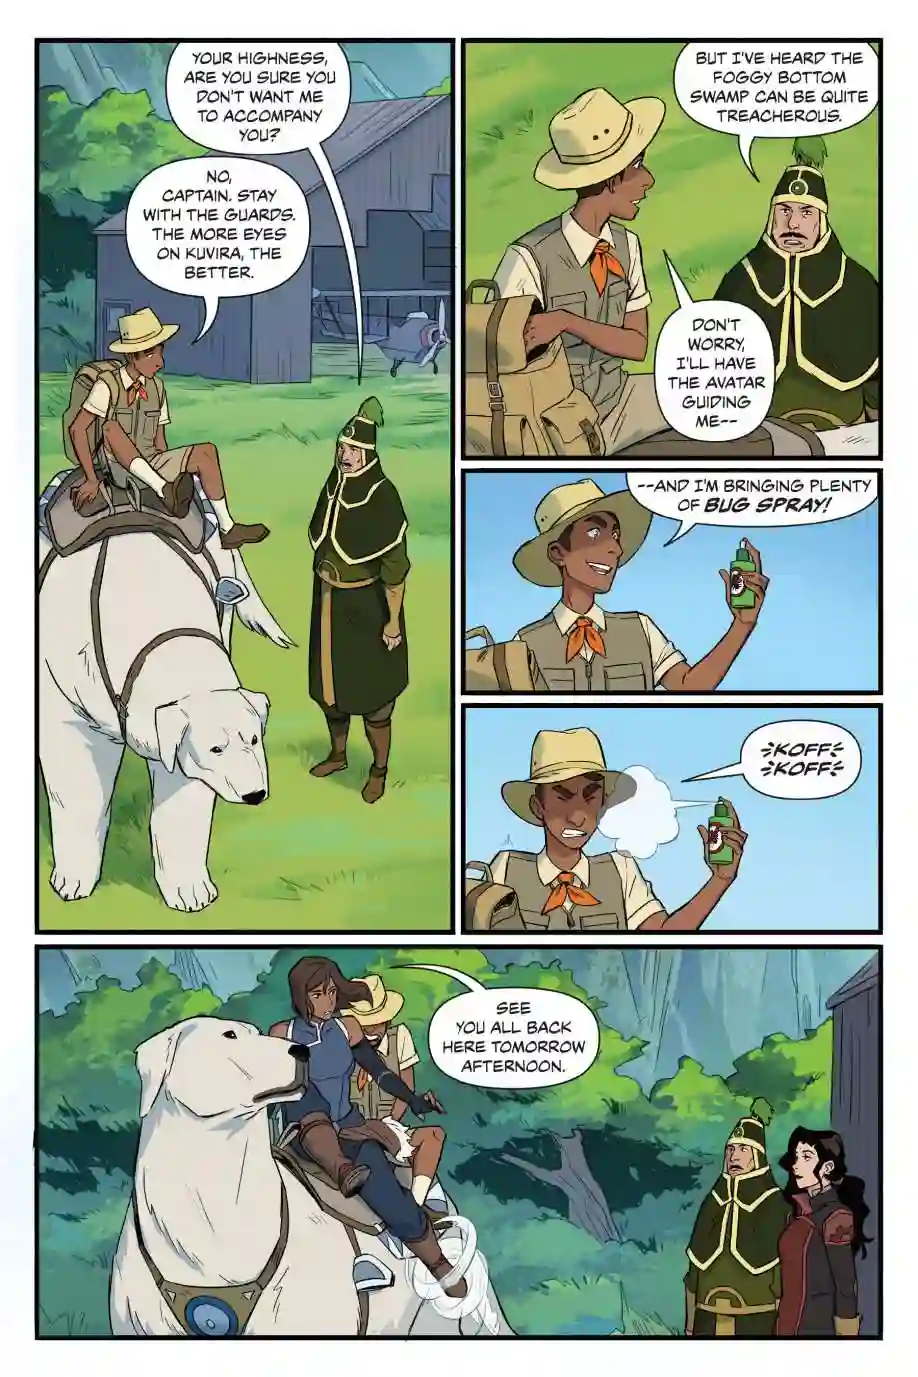 YOUR HIGHNESS,
ARE YOU SURE YOU
DON'T WANT ME
TO ACCOMPANY
YOU?
NO,
CAPTAIN. STAY
WITH THE GUARDS.
THE MORE EYES
ON KUVIRA, THE
BETTER.
BUT I'VE HEARD THE
FOGGY BOTTOM
SWAMP CAN BE QUITE
TREACHEROUS.
DON'T
WORRY,
I'LL HAVE
THE AVATAR
GUIDING
ME--
--AND I'M BRINGING PLENTY
OF BUG SPRAY!
KOFF
KOFF
SEE
YOU ALL BACK
HERE TOMORROW
AFTERNOON.